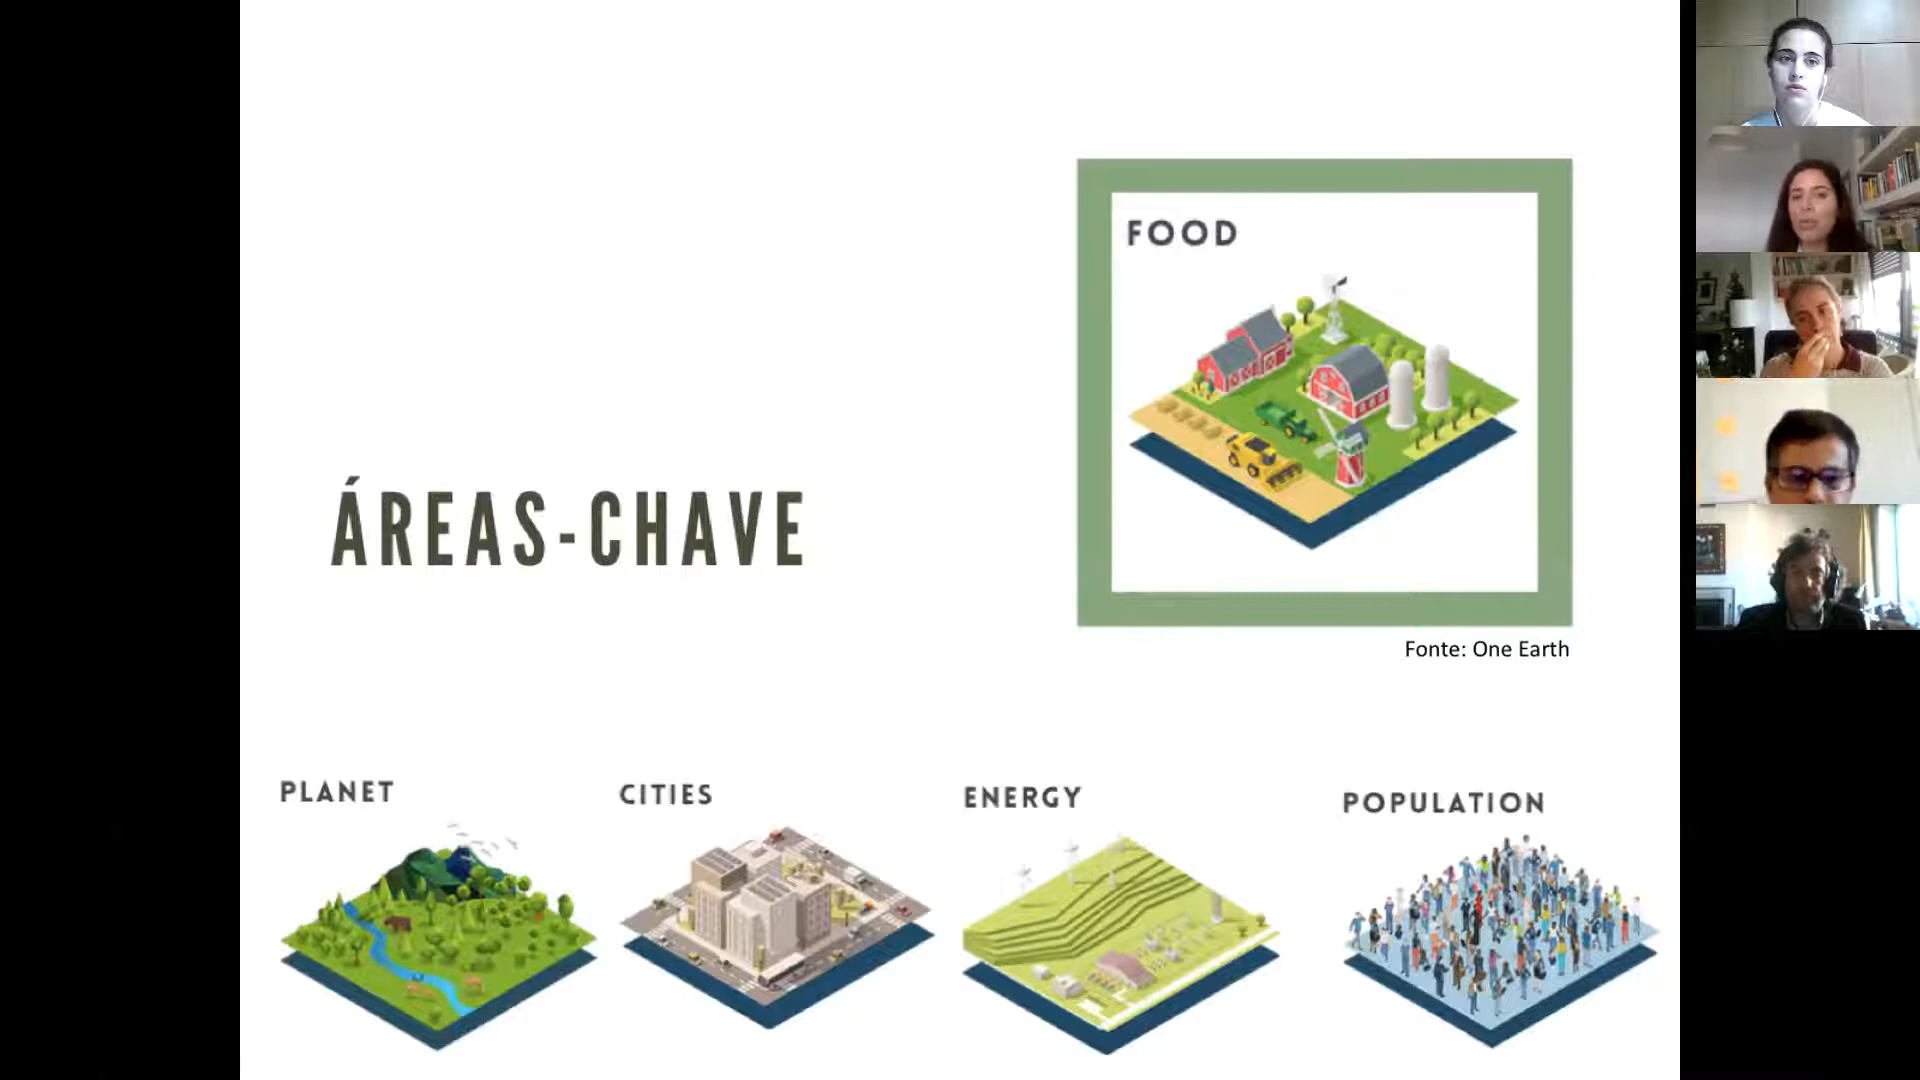 FOOD
ÁREAS-CHAVE
Fonte: One Earth
PLANET
CITIES
ENERGY
POPULATION